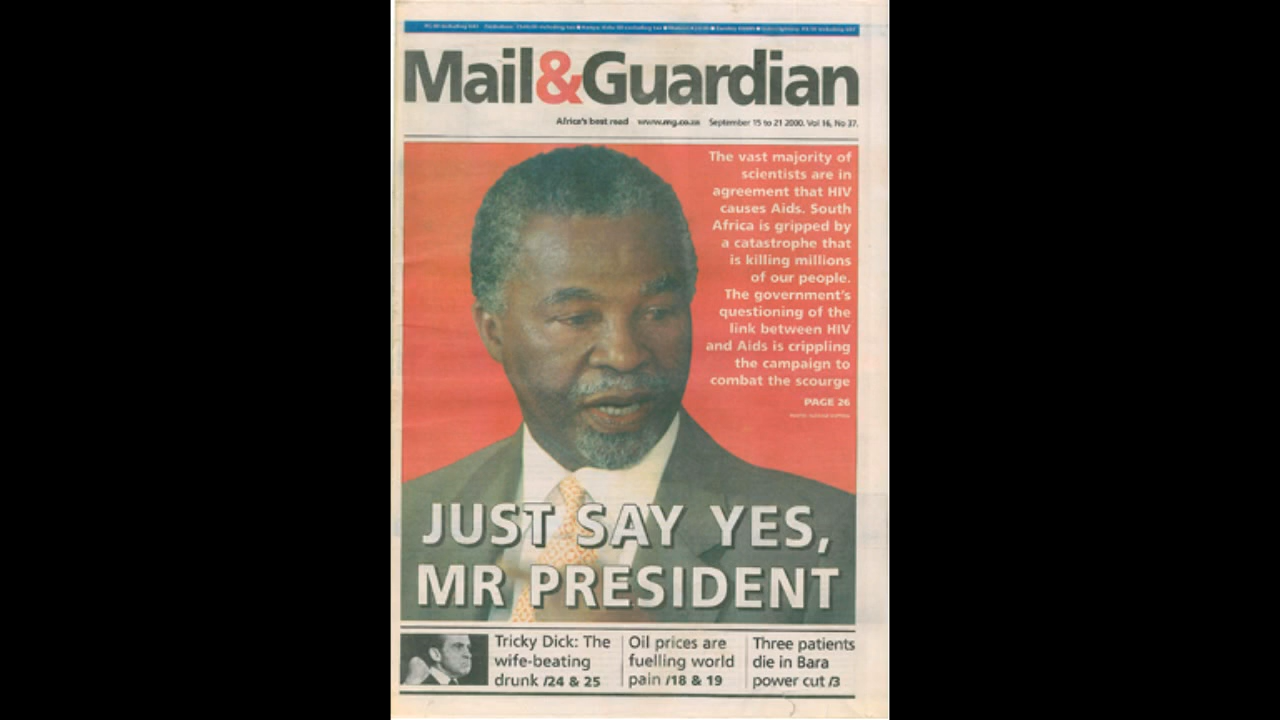 Mail&Guardian
Africa's best read www.mg.co.za September 15 to 21 2000. Vol 16, No 37.
The vast majority of
scientists are in
agreement that HIV
causes Aids. South
Africa is gripped by
a catastrophe that
is killing millions
of our people.
The government's
questioning of the
link between HIV
and Aids is crippling
the campaign to
combat the scourge
PAGE 26
JUST SAY YES,
MR PRESIDENT
Tricky Dick: The
wife-beating
drunk /24 & 25
Oil prices are
fuelling world
pain /18 & 19
Three patients
die in Bara
power cut /3